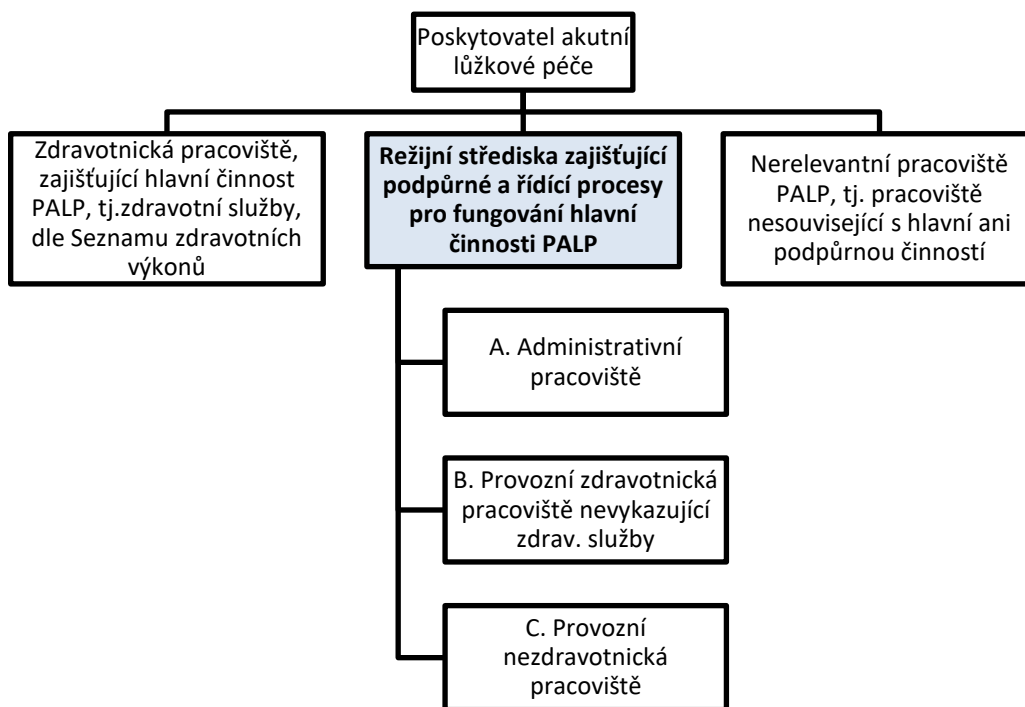 Poskytovatel akutní
lůžkové péče
Zdravotnická pracoviště,
zajišťující hlavní činnost
PALP, tj.zdravotní služby,
dle Seznamu zdravotních
výkonů
Režijní střediska zajišťující
podpůrné a řídící procesy
pro fungování hlavní
činnosti PALP
Nerelevantní pracoviště
PALP, tj. pracoviště
nesouvisející s hlavní ani
podpůrnou činností
A. Administrativní
pracoviště
B. Provozní zdravotnická
pracoviště nevykazující
zdrav. služby
C. Provozní
nezdravotnická
pracoviště